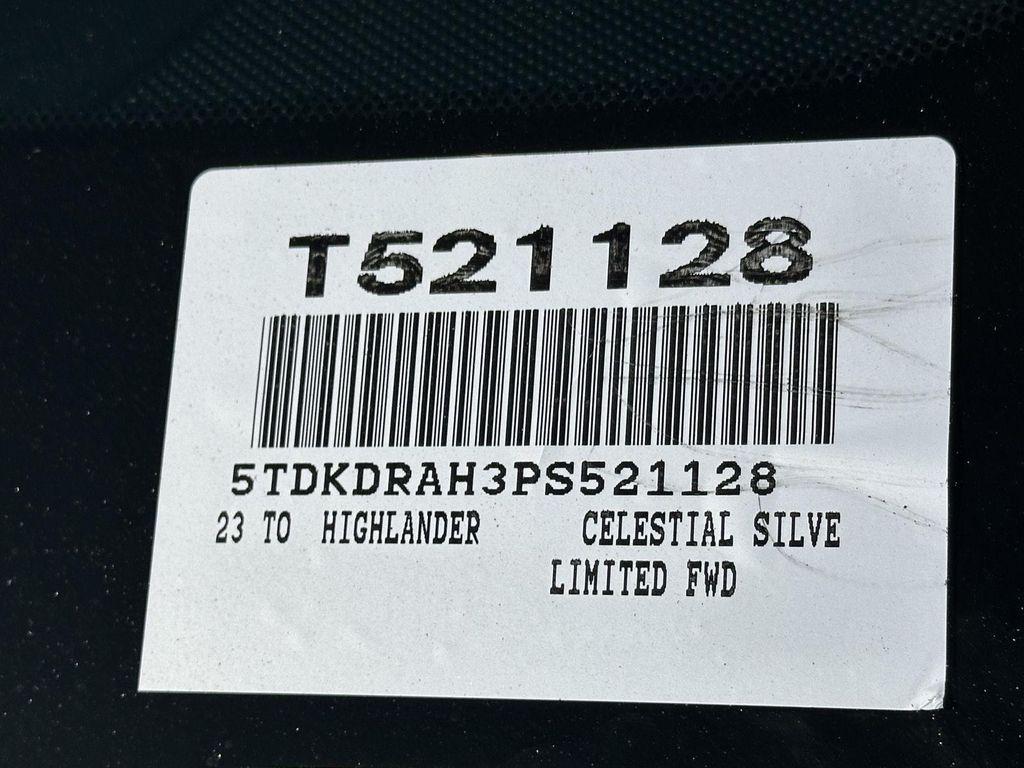 T521128
5TDKDRAH3PS521128
23 TO HIGHLANDER CELESTIAL SILVE
LIMITED FWD